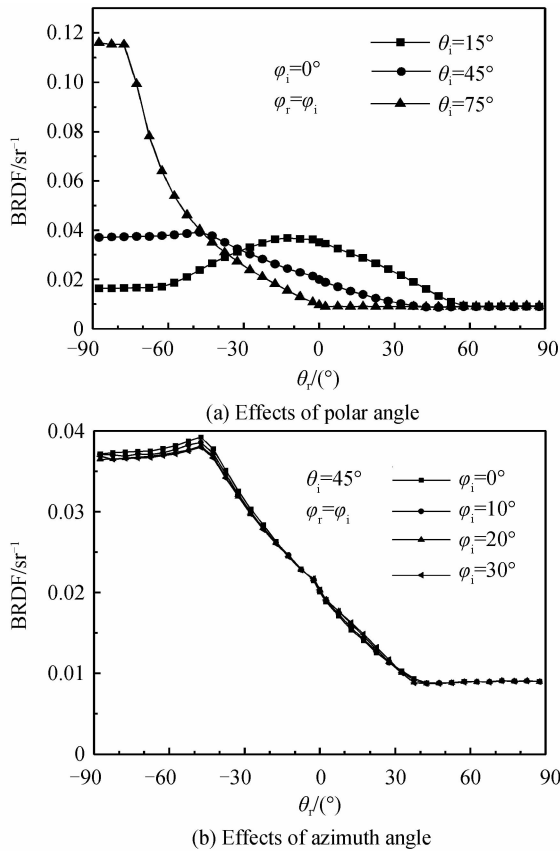 0.12
0.10
0.08
0.06
0.04
0.02
0
BRDF/sr⁻¹
φi=0°
φr=φi
θi=15°
θi=45°
θi=75°
−90 −60 −30 0 30 60 90
θr/(°)
(a) Effects of polar angle
0.04
0.03
0.02
0.01
0
BRDF/sr⁻¹
θi=45°
φr=φi
φi=0°
φi=10°
φi=20°
φi=30°
−90 −60 −30 0 30 60 90
θr/(°)
(b) Effects of azimuth angle